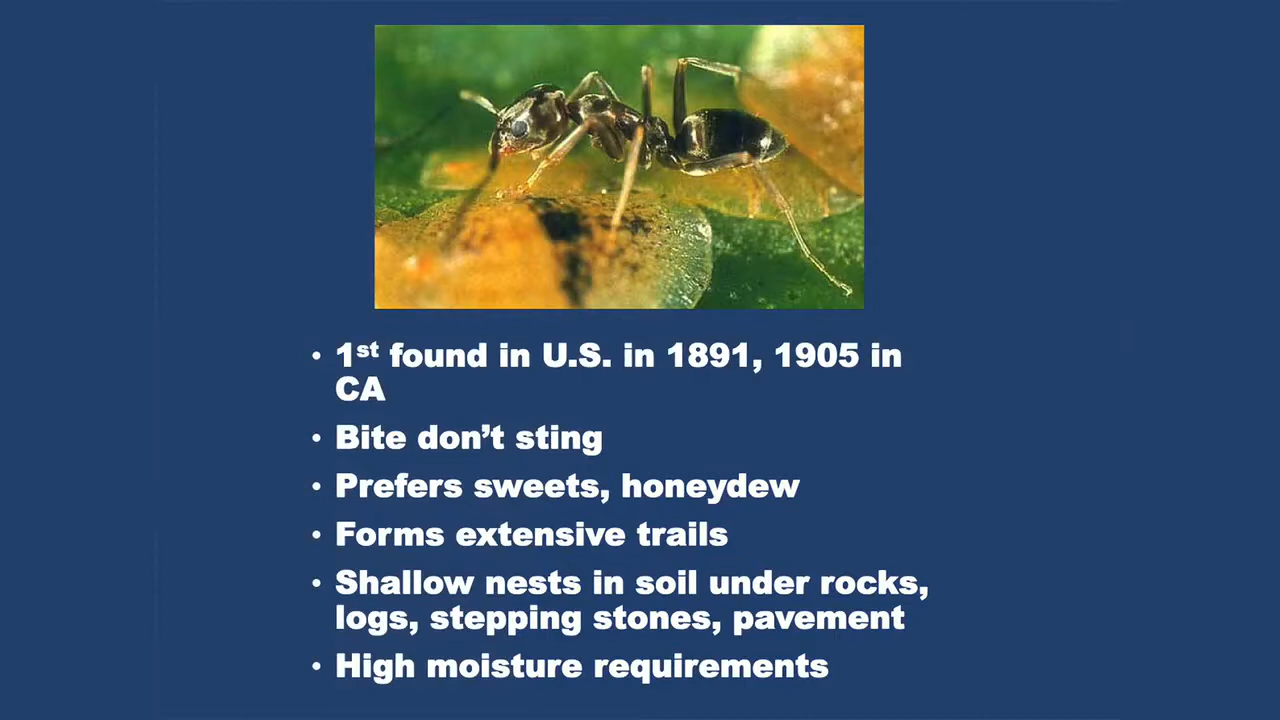 • 1st found in U.S. in 1891, 1905 in
CA
• Bite don’t sting
• Prefers sweets, honeydew
• Forms extensive trails
• Shallow nests in soil under rocks,
logs, stepping stones, pavement
• High moisture requirements